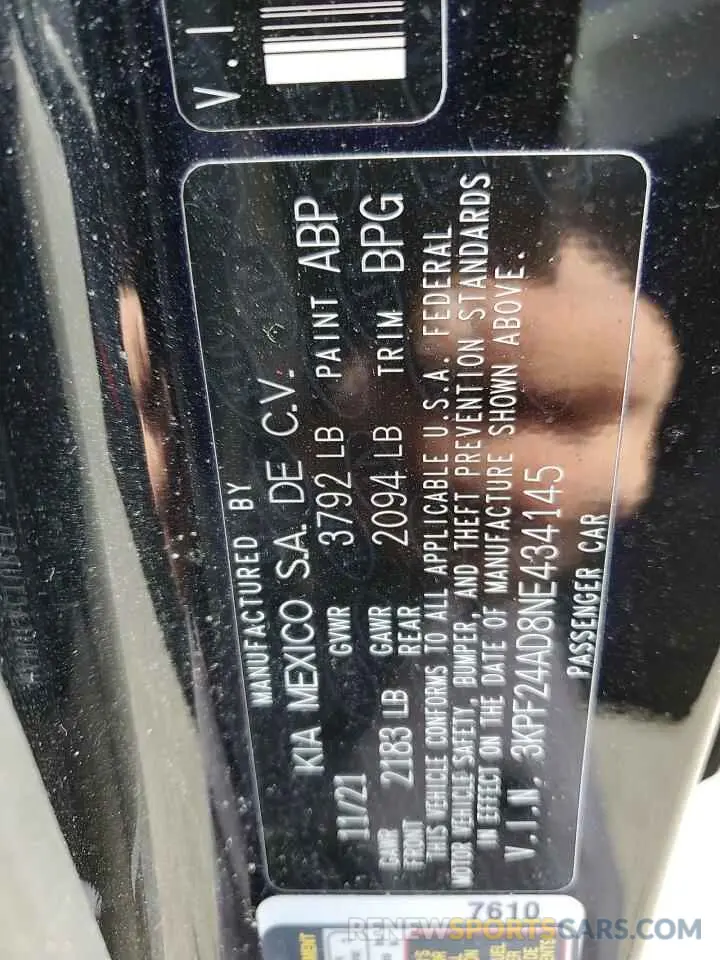 V.I
MANUFACTURED BY
KIA MEXICO S.A. DE C.V.
11/21 GVWR 3792 LB PAINT ABP
GAWR FRONT 2183 LB GAWR REAR 2094 LB TRIM BPG
THIS VEHICLE CONFORMS TO ALL APPLICABLE U.S.A. FEDERAL
MOTOR VEHICLE SAFETY, BUMPER, AND THEFT PREVENTION STANDARDS
IN EFFECT ON THE DATE OF MANUFACTURE SHOWN ABOVE.
V.I.N. 3KPF24AD8NE434145
PASSENGER CAR
7610
RENEWSPORTSCARS.COM